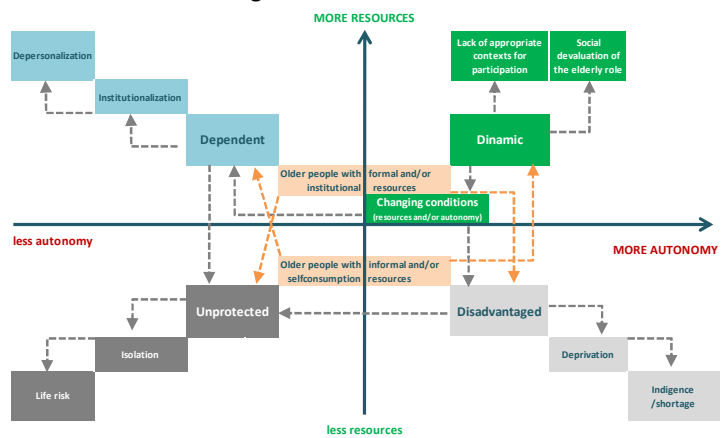 MORE RESOURCES
Depersonalization
Institutionalization
Dependent
Lack of appropriate
contexts for
participation
Social
devaluation of
the elderly role
Dinamic
Older people with formal and/or
institutional resources
Changing conditions
(resources and/or autonomy)
less autonomy
MORE AUTONOMY
Older people with informal and/or
selfconsumption resources
Unprotected
Disadvantaged
Isolation
Life risk
Deprivation
Indigence
/shortage
less resources